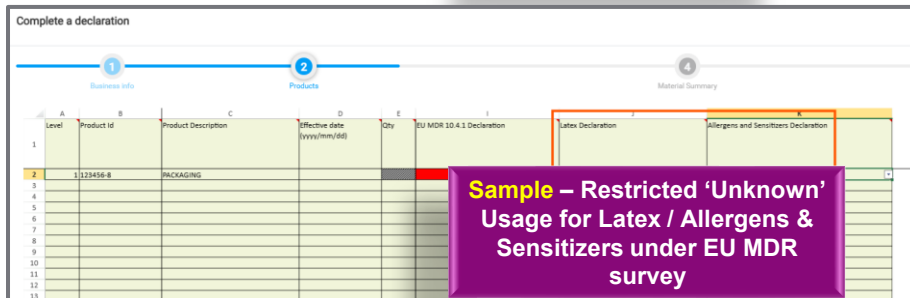 Complete a declaration
1 2 4
Business info Products Material Summary
A B C D E I J K
Level Product Id Product Description Effective date Qty EU MDR 10.4.1 Declaration Latex Declaration Allergens and Sensitizers Declaration
(yyyy/mm/dd)
1
2 1 123456-8 PACKAGING
3
4
5
6
7
8
9
10
11
12
13
Sample – Restricted ‘Unknown’
Usage for Latex / Allergens &
Sensitizers under EU MDR
survey